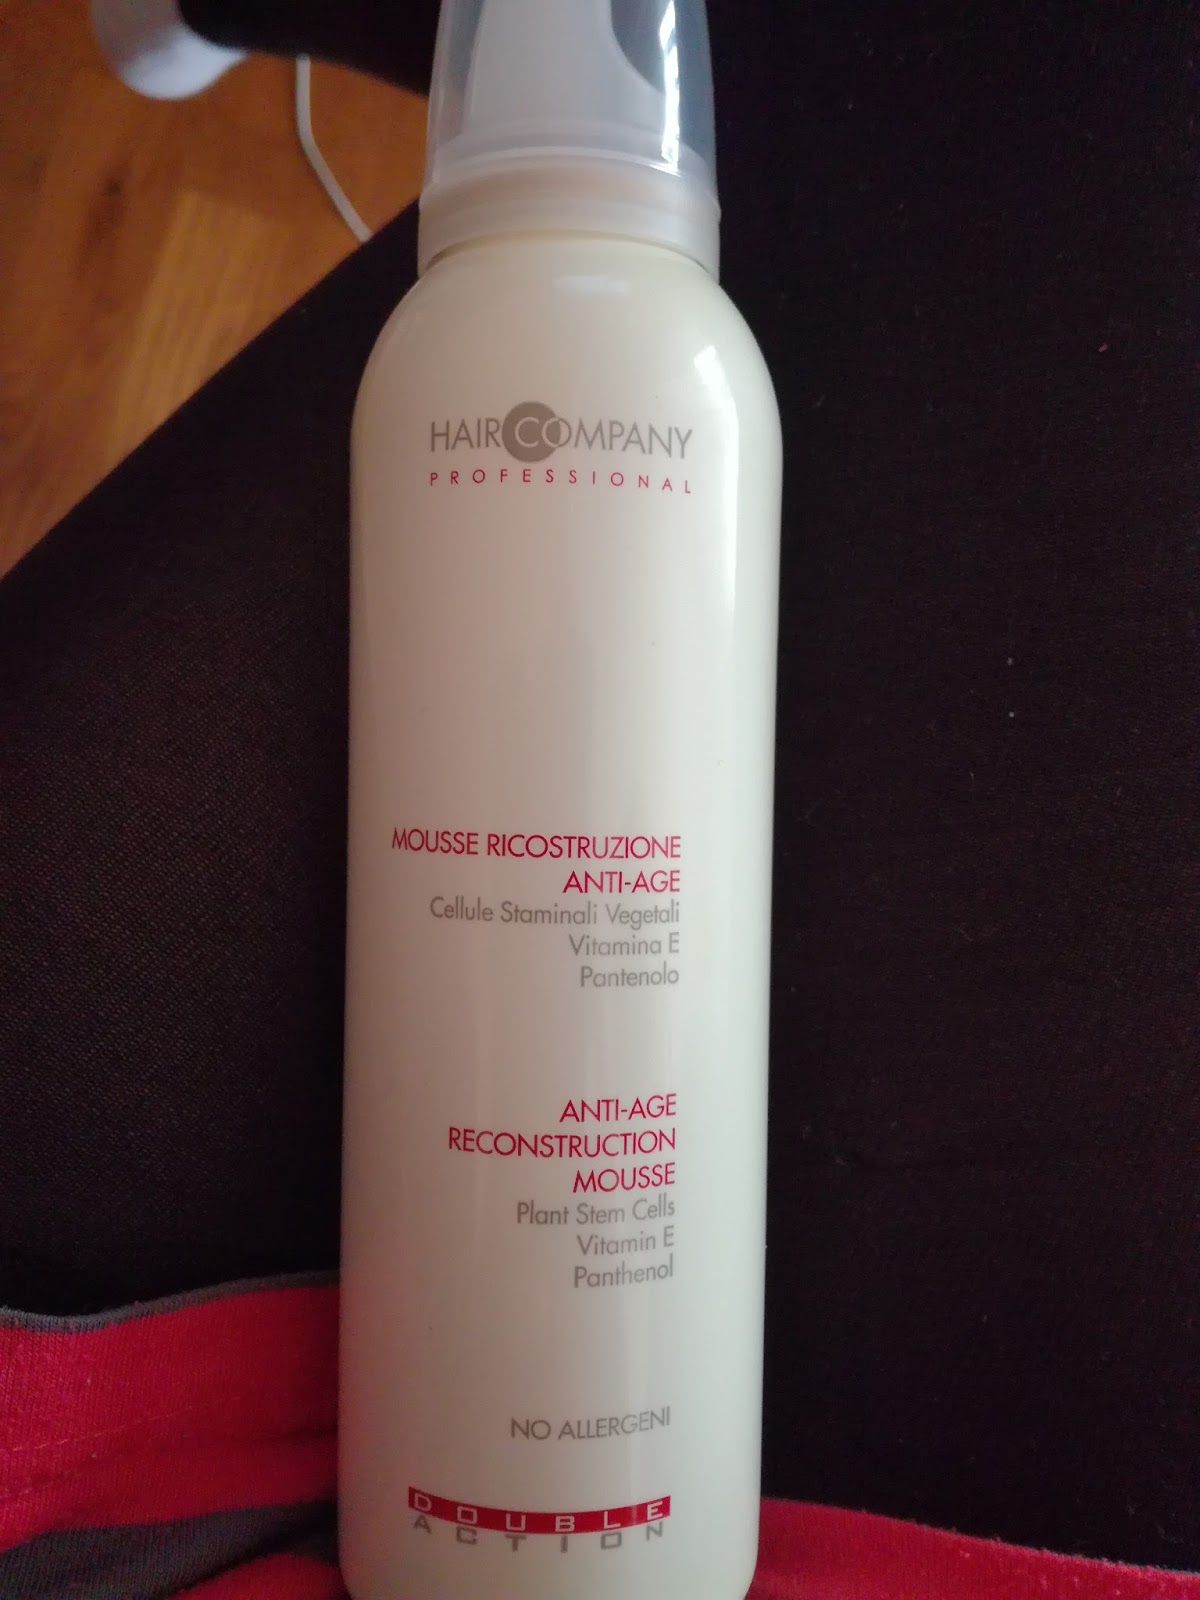 HAIR COMPANY
PROFESSIONAL
MOUSSE RICOSTRUZIONE
ANTI-AGE
Cellule Staminali Vegetali
Vitamina E
Pantenolo
ANTI-AGE
RECONSTRUCTION
MOUSSE
Plant Stem Cells
Vitamin E
Panthenol
NO ALLERGENI
DOUBLE
ACTION